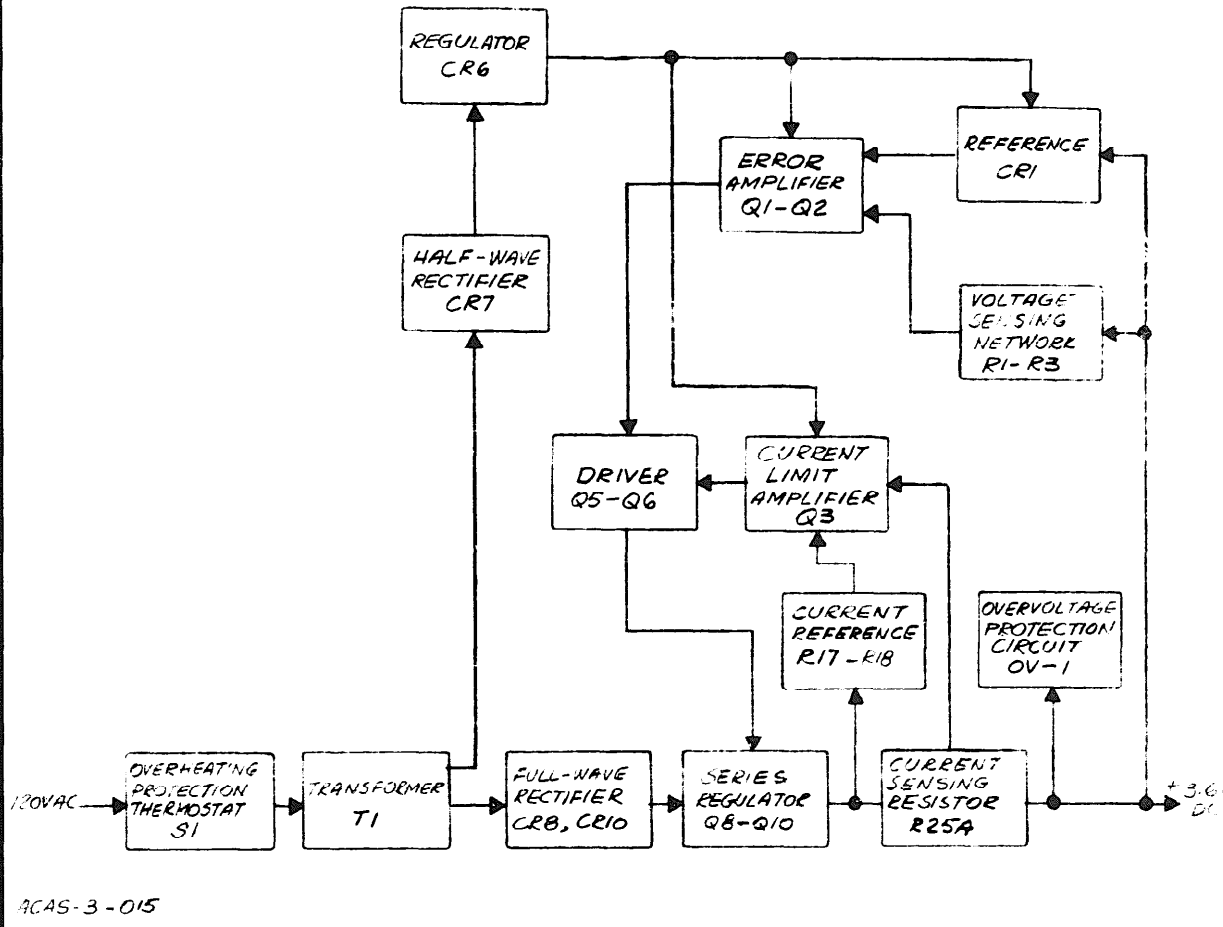 REGULATOR
CR6
ERROR
AMPLIFIER
Q1-Q2
REFERENCE
CR1
HALF-WAVE
RECTIFIER
CR7
VOLTAGE
SENSING
NETWORK
R1-R3
DRIVER
Q5-Q6
CURRENT
LIMIT
AMPLIFIER
Q3
CURRENT
REFERENCE
R17-R18
OVERVOLTAGE
PROTECTION
CIRCUIT
OV-1
120VAC
OVERHEATING
PROTECTION
THERMOSTAT
S1
TRANSFORMER
T1
FULL-WAVE
RECTIFIER
CR8, CR10
SERIES
REGULATOR
Q8-Q10
CURRENT
SENSING
RESISTOR
R25A
ACAS-3-015